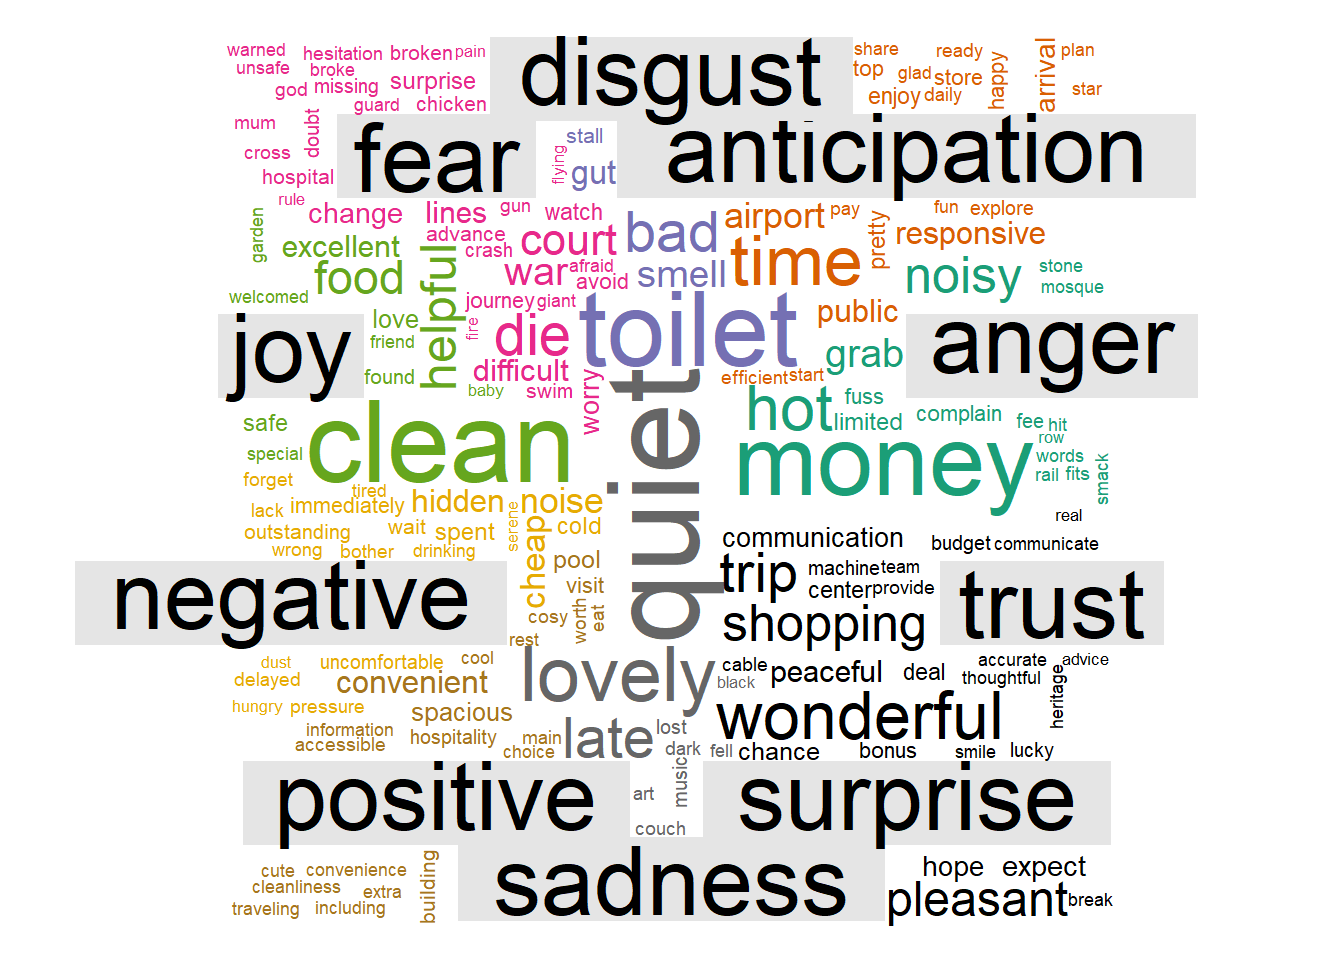 warned hesitation broken pain disgust share ready plan
unsafe broke top glad happy arrival
god missing surprise store star
guard chicken enjoy daily
mum doubt fear stall anticipation
cross flying gut
hospital
rule
garden change lines gun watch bad airport pay pretty fun explore
excellent helpful advance court time responsive
food crash war afraid smell noisy stone
welcomed avoid mosque
journey giant toilet public
joy love die fire grab anger
friend
found difficult efficient start
baby swim worry quiet hot fuss
safe clean limited complain fee hit
special money row
forget tired words
lack immediately hidden noise rail fits smack
outstanding wait spent serene cold real
wrong bother drinking cheap communication budget communicate
negative pool trip machine team trust
visit center provide
cosy worth eat shopping
rest
dust uncomfortable cool lovely cable peaceful deal accurate advice
delayed convenient black thoughtful
hungry pressure spacious wonderful heritage
information hospitality main late lost
accessible choice dark fell chance bonus smile lucky
positive art music surprise
couch
cute convenience building sadness hope expect
cleanliness extra pleasant break
traveling including